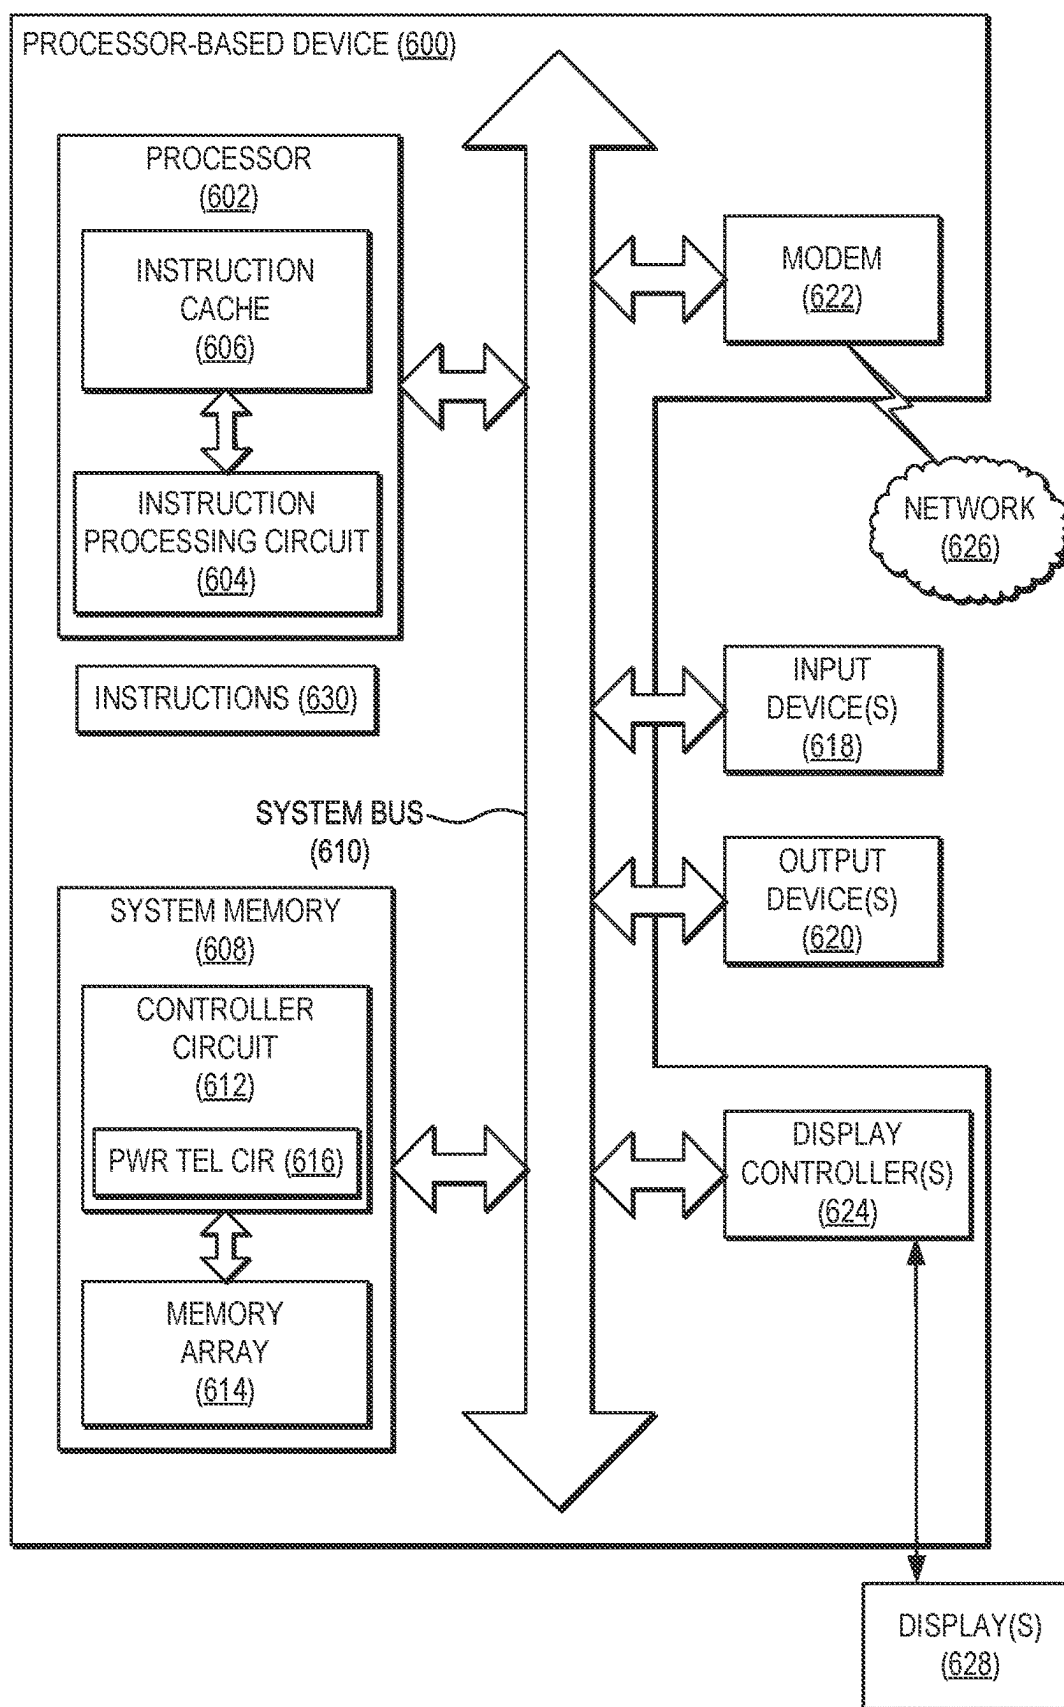 PROCESSOR-BASED DEVICE (600)
PROCESSOR
(602)
INSTRUCTION
CACHE
(606)
INSTRUCTION
PROCESSING CIRCUIT
(604)
INSTRUCTIONS (630)
MODEM
(622)
NETWORK
(626)
INPUT
DEVICE(S)
(618)
SYSTEM BUS
(610)
OUTPUT
DEVICE(S)
(620)
SYSTEM MEMORY
(608)
CONTROLLER
CIRCUIT
(612)
PWR TEL CIR (616)
MEMORY
ARRAY
(614)
DISPLAY
CONTROLLER(S)
(624)
DISPLAY(S)
(628)